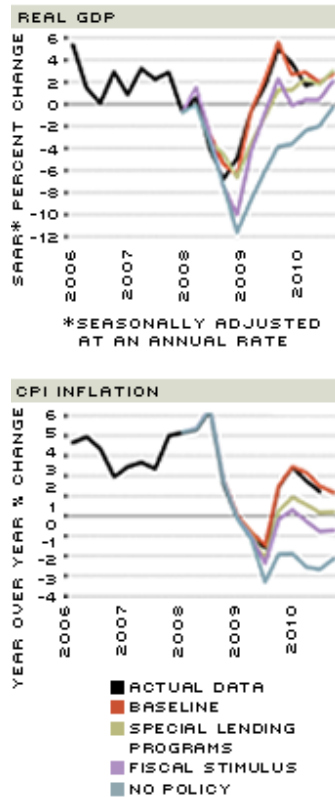 REAL GDP
SAAR* PERCENT CHANGE
6
4
2
0
-2
-4
-6
-8
-10
-12
2006
2007
2008
2009
2010
*SEASONALLY ADJUSTED
AT AN ANNUAL RATE
CPI INFLATION
YEAR OVER YEAR % CHANGE
6
5
4
3
2
1
0
-1
-2
-3
-4
2006
2007
2008
2009
2010
ACTUAL DATA
BASELINE
SPECIAL LENDING
PROGRAMS
FISCAL STIMULUS
NO POLICY